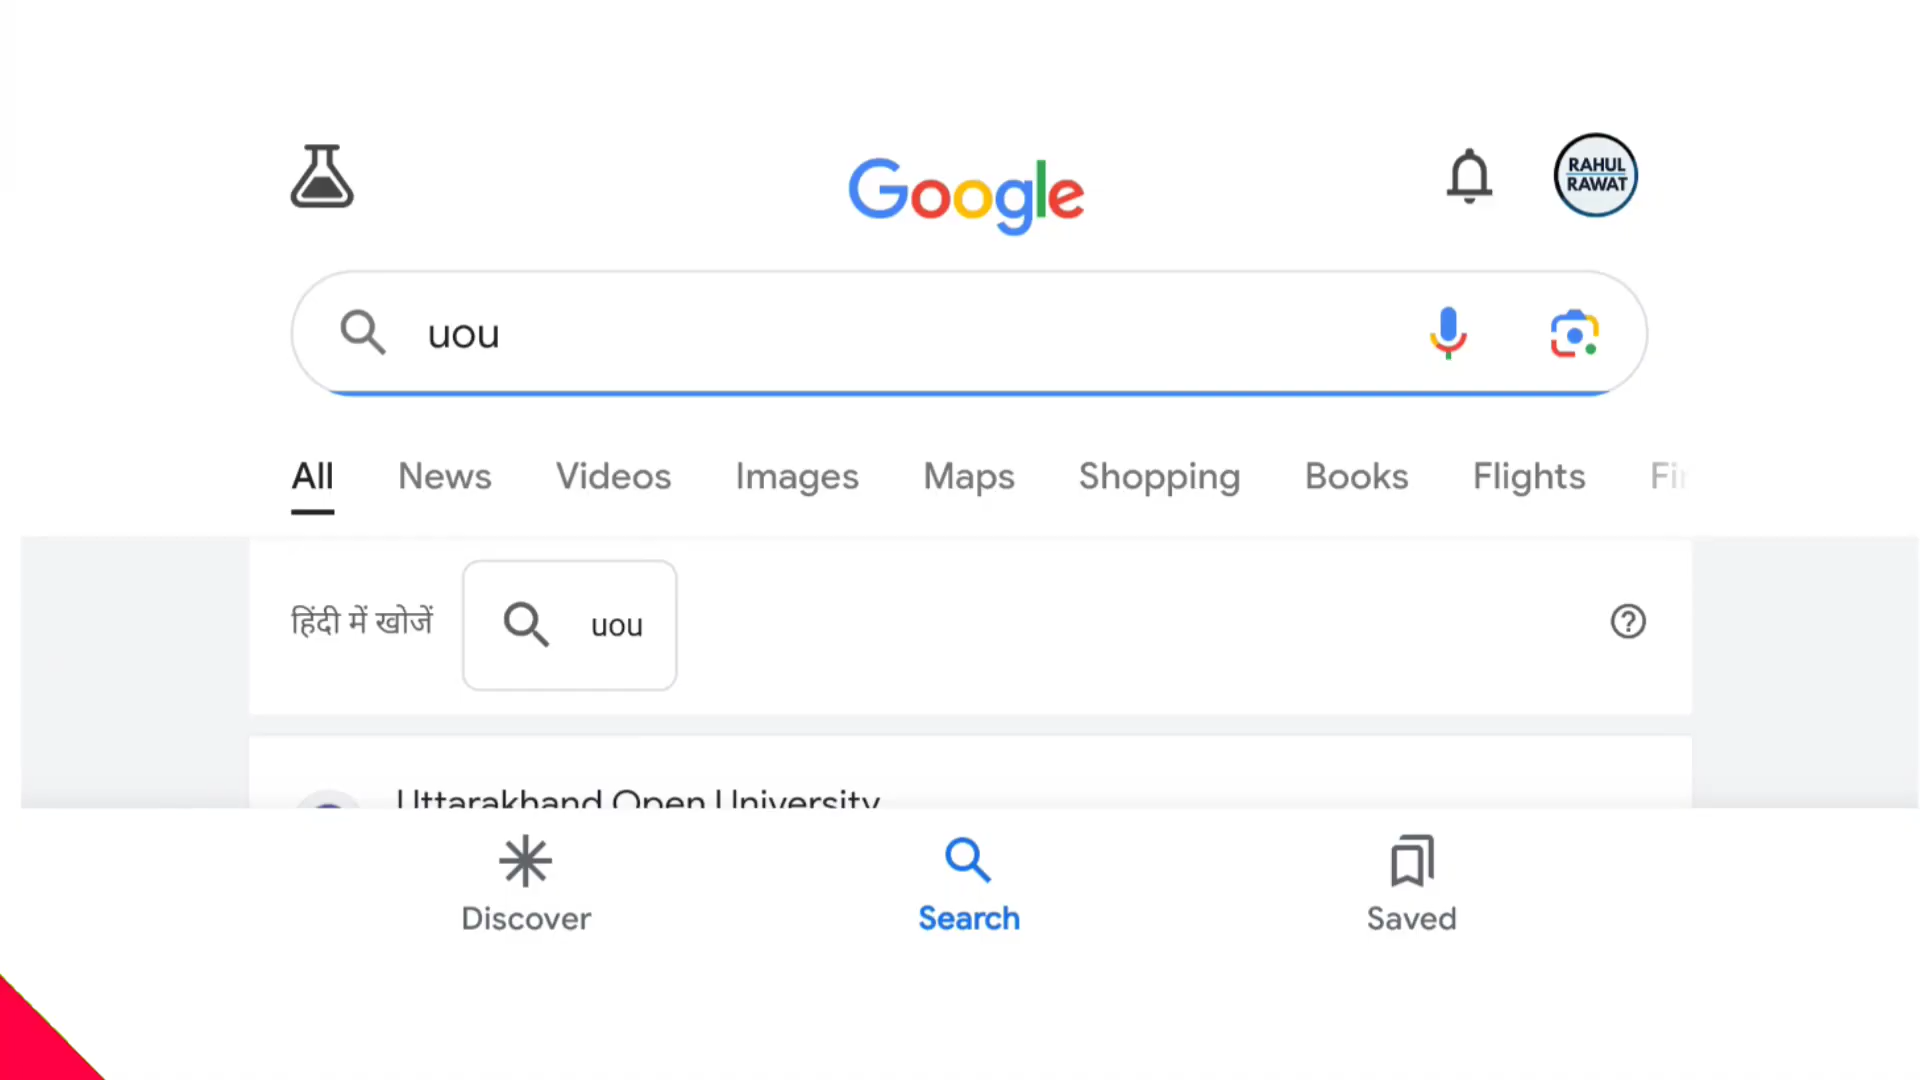 Google
RAHUL
RAWAT
uou
All News Videos Images Maps Shopping Books Flights
हिंदी में खोजें uou
Uttarakhand Open University
Discover Search Saved